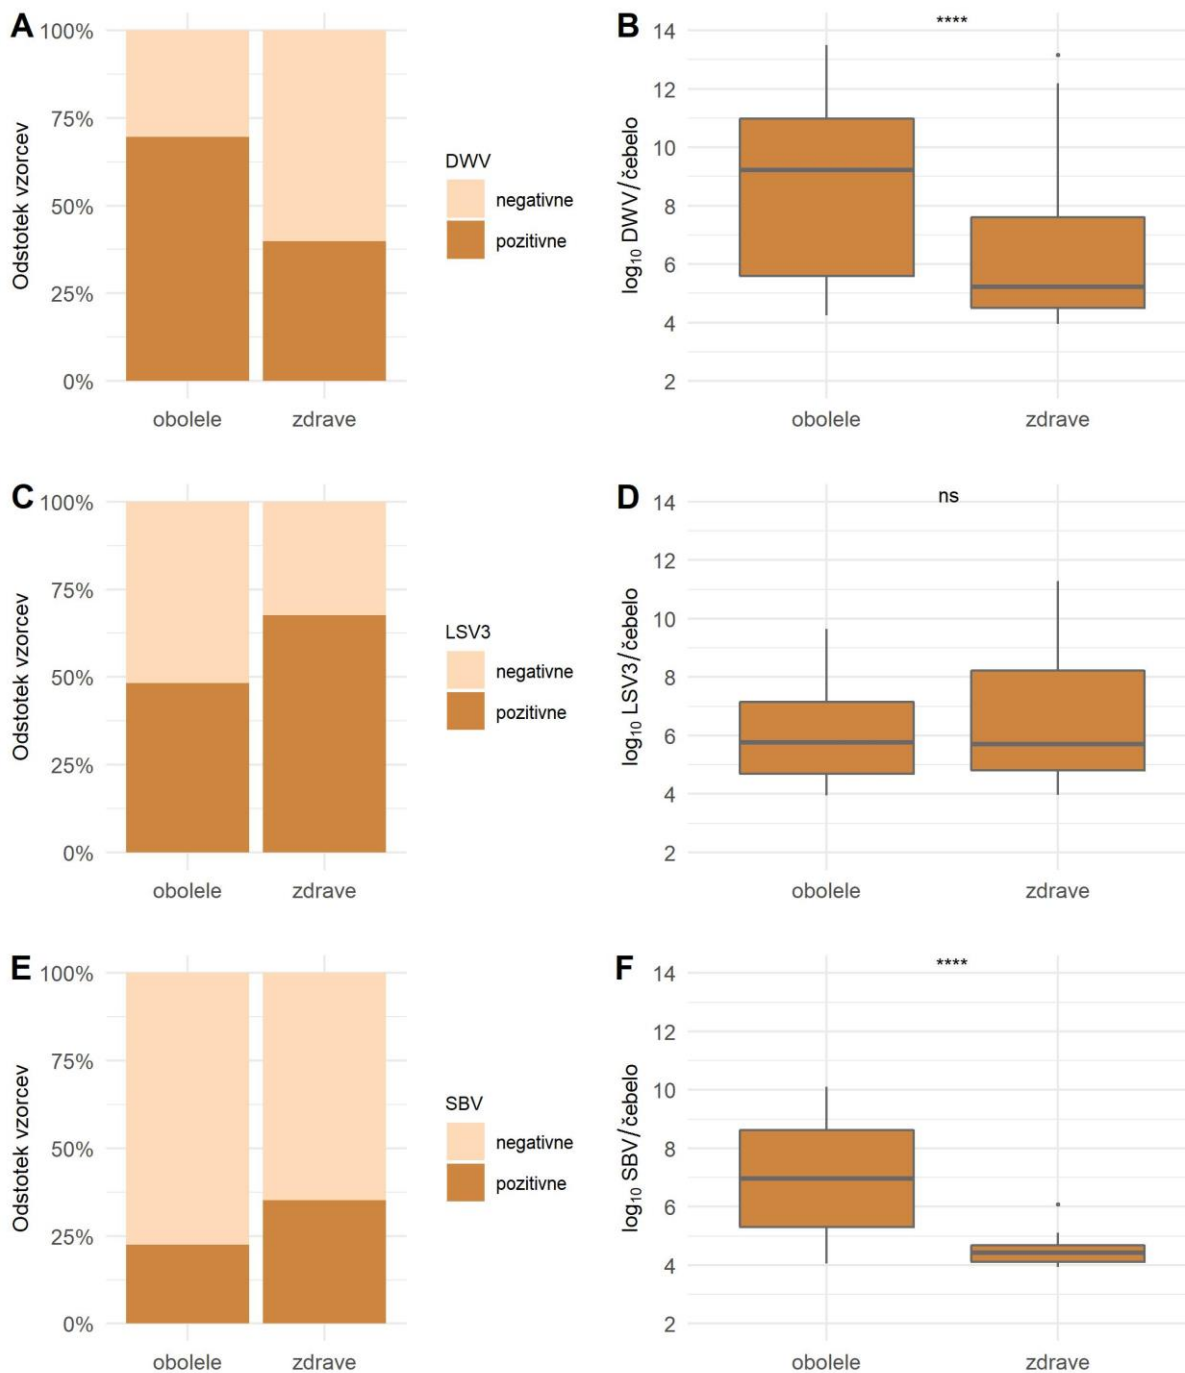 A
100%
75%
50%
25%
0%
Odstotek vzorcev
obolele
zdrave
DWV
negativne
pozitivne
B
****
14
12
10
8
6
4
2
log₁₀ DWV/čebelo
obolele
zdrave
C
100%
75%
50%
25%
0%
Odstotek vzorcev
obolele
zdrave
LSV3
negativne
pozitivne
D
ns
14
12
10
8
6
4
2
log₁₀ LSV3/čebelo
obolele
zdrave
E
100%
75%
50%
25%
0%
Odstotek vzorcev
obolele
zdrave
SBV
negativne
pozitivne
F
****
14
12
10
8
6
4
2
log₁₀ SBV/čebelo
obolele
zdrave